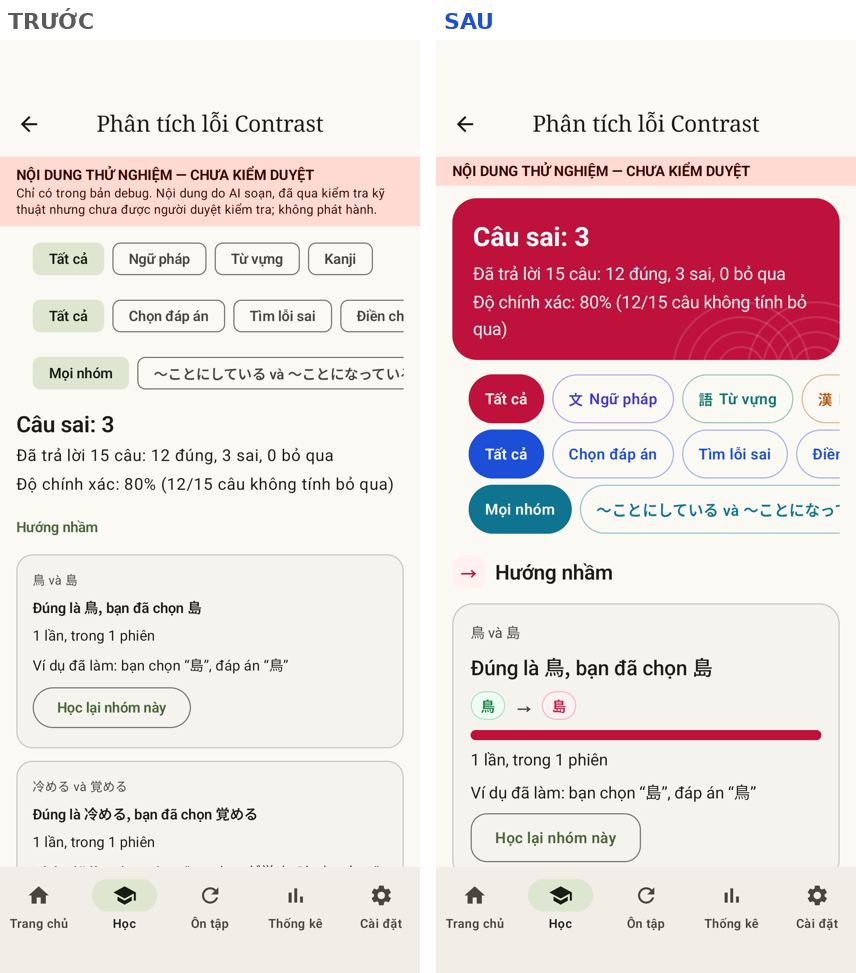 TRƯỚC
Phân tích lỗi Contrast
NỘI DUNG THỬ NGHIỆM — CHƯA KIỂM DUYỆT
Chỉ có trong bản debug. Nội dung do AI soạn, đã qua kiểm tra kỹ
thuật nhưng chưa được người duyệt kiểm tra; không phát hành.
Tất cả Ngữ pháp Từ vựng Kanji
Tất cả Chọn đáp án Tìm lỗi sai Điền ch
Mọi nhóm ～ことにしている và ～ことになってい
Câu sai: 3
Đã trả lời 15 câu: 12 đúng, 3 sai, 0 bỏ qua
Độ chính xác: 80% (12/15 câu không tính bỏ qua)
Hướng nhầm
鳥 và 島
Đúng là 鳥, bạn đã chọn 島
1 lần, trong 1 phiên
Ví dụ đã làm: bạn chọn “島”, đáp án “鳥”
Học lại nhóm này
冷める và 覚める
Đúng là 冷める, bạn đã chọn 覚める
1 lần, trong 1 phiên
Trang chủ Học Ôn tập Thống kê Cài đặt
SAU
Phân tích lỗi Contrast
NỘI DUNG THỬ NGHIỆM — CHƯA KIỂM DUYỆT
Câu sai: 3
Đã trả lời 15 câu: 12 đúng, 3 sai, 0 bỏ qua
Độ chính xác: 80% (12/15 câu không tính bỏ
qua)
Tất cả 文 Ngữ pháp 語 Từ vựng 漢
Tất cả Chọn đáp án Tìm lỗi sai Điền
Mọi nhóm ～ことにしている và ～ことになっ
→ Hướng nhầm
鳥 và 島
Đúng là 鳥, bạn đã chọn 島
鳥 → 島
1 lần, trong 1 phiên
Ví dụ đã làm: bạn chọn “島”, đáp án “鳥”
Học lại nhóm này
Trang chủ Học Ôn tập Thống kê Cài đặt